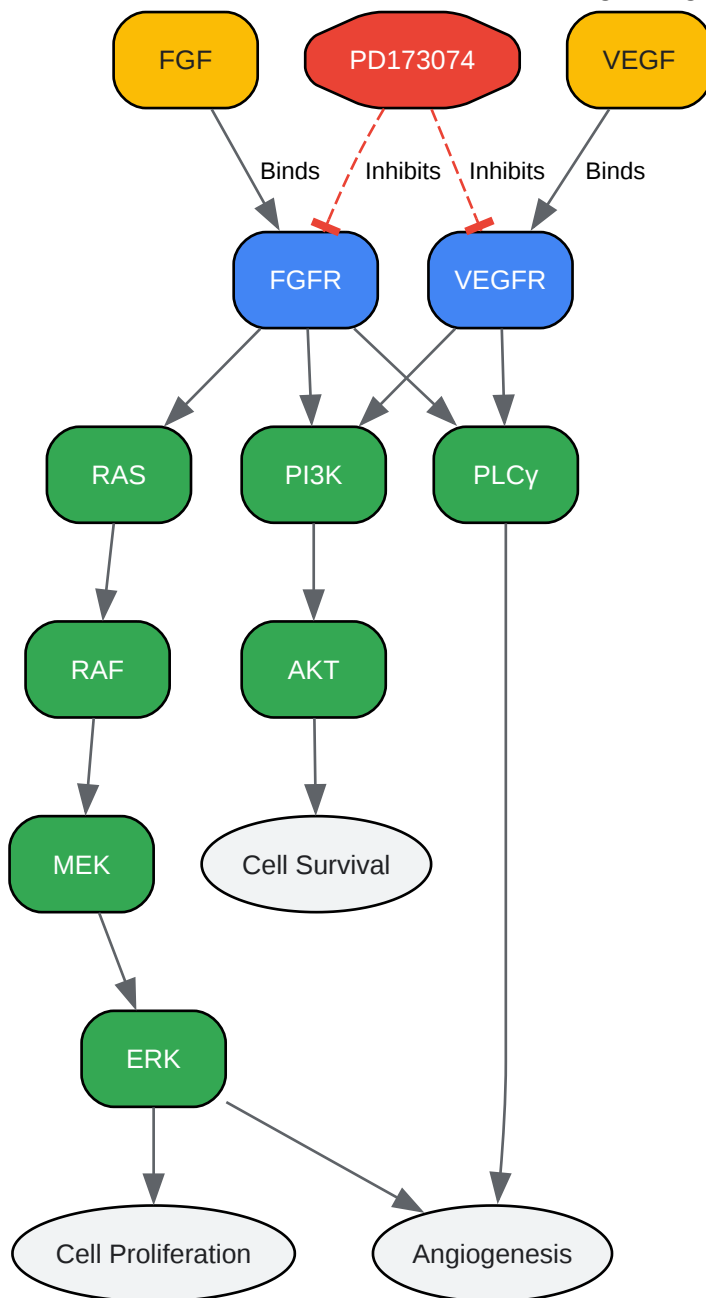 FGF
PD173074
VEGF
Binds
Inhibits
Inhibits
Binds
FGFR
VEGFR
RAS
PI3K
PLCγ
RAF
AKT
MEK
Cell Survival
ERK
Cell Proliferation
Angiogenesis